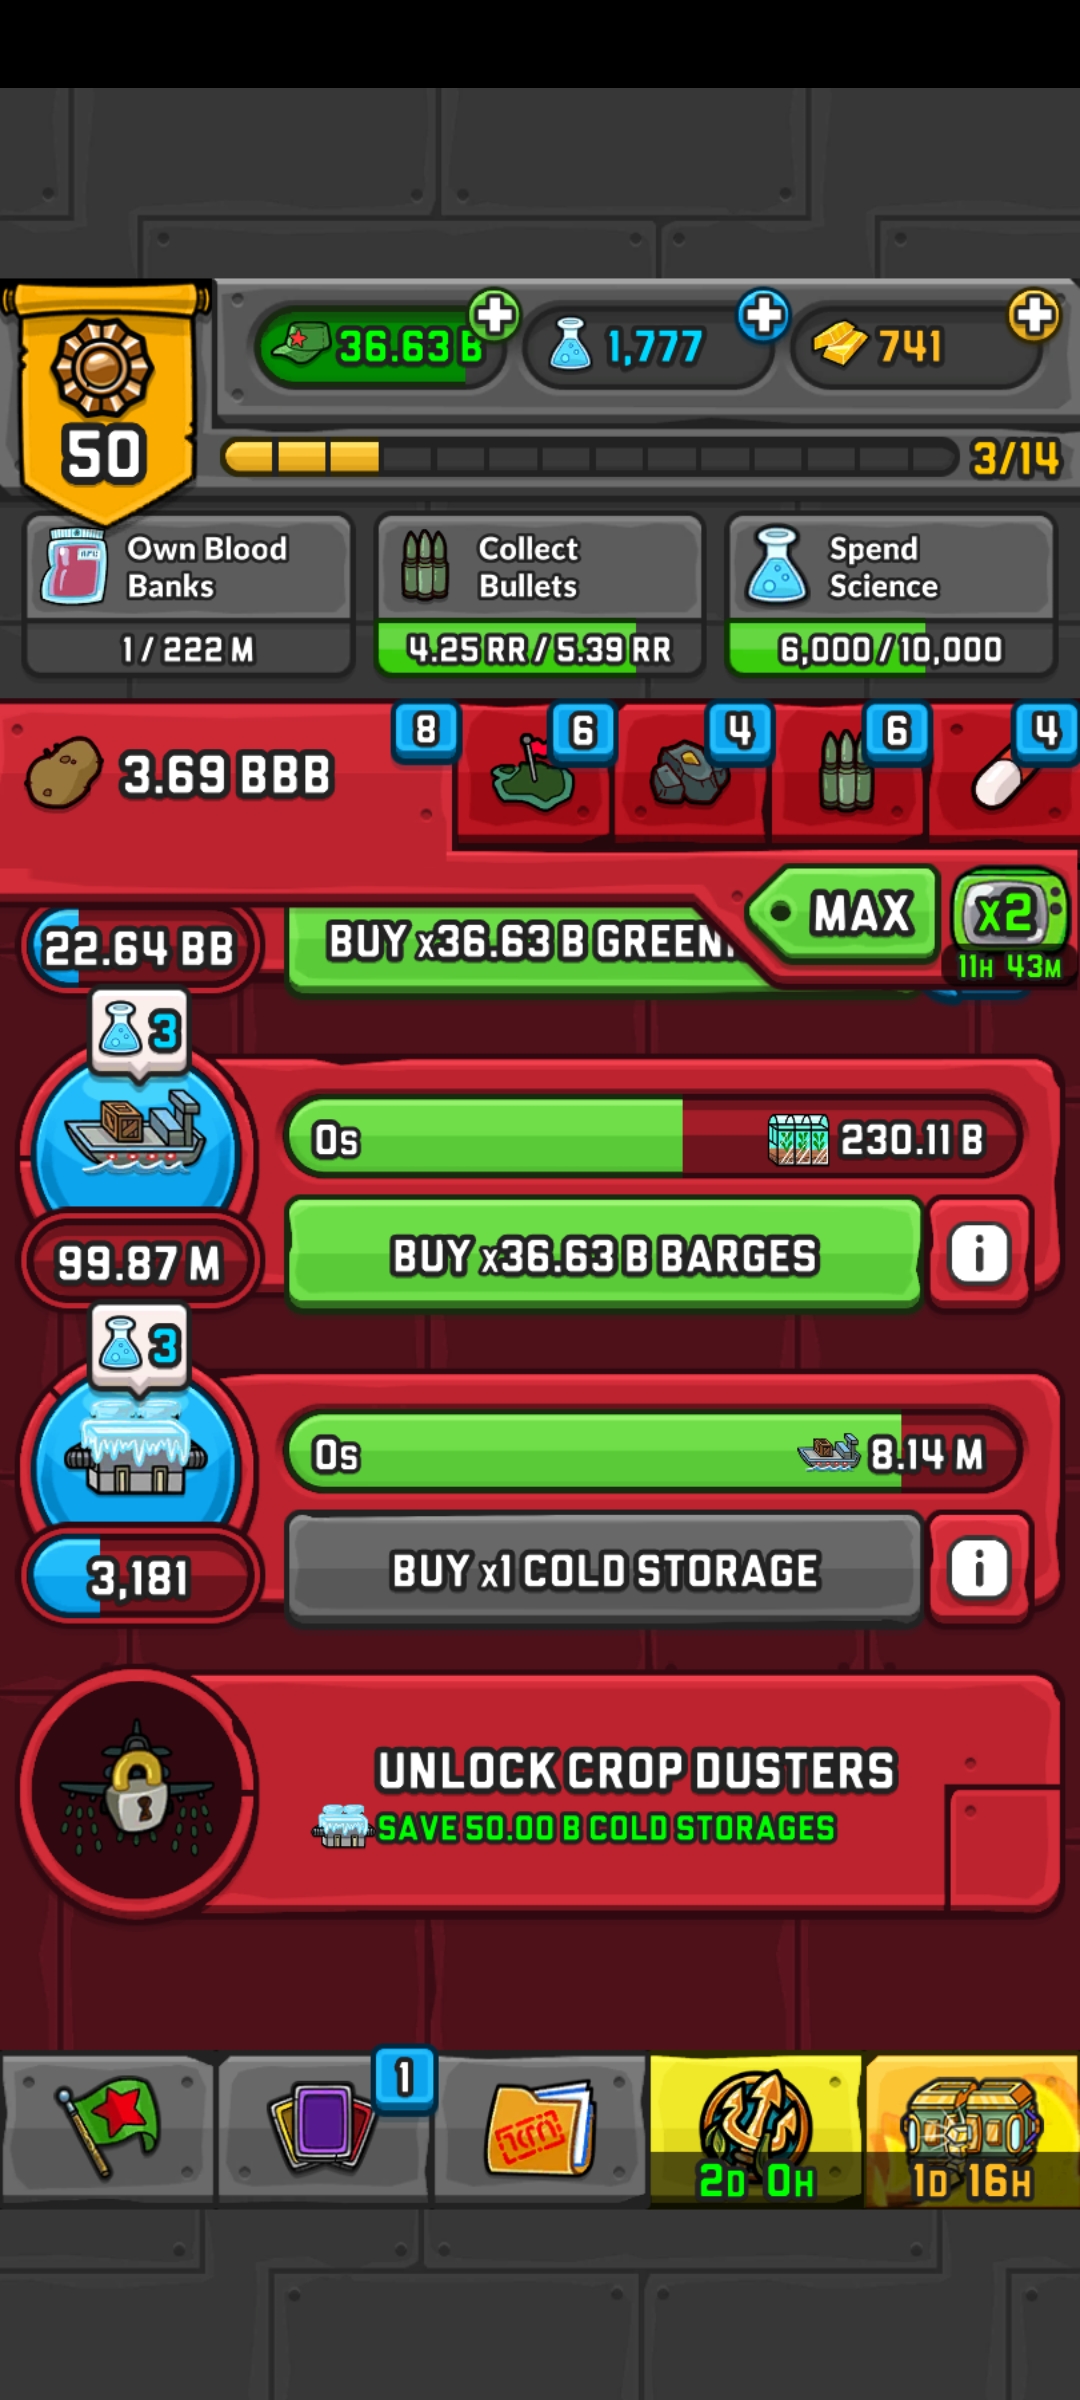 36.63 B
1,777
741
50
3/14
Own Blood
Banks
1 / 222 M
Collect
Bullets
4.25 RR / 5.39 RR
Spend
Science
6,000 / 10,000
3.69 BBB
8
6
4
6
4
MAX
x2
11H 43M
22.64 BB
BUY x36.63 B GREEN
3
0s
230.11 B
99.87 M
BUY x36.63 B BARGES
i
3
0s
8.14 M
3,181
BUY x1 COLD STORAGE
i
UNLOCK CROP DUSTERS
SAVE 50.00 B COLD STORAGES
1
2D 0H
1D 16H